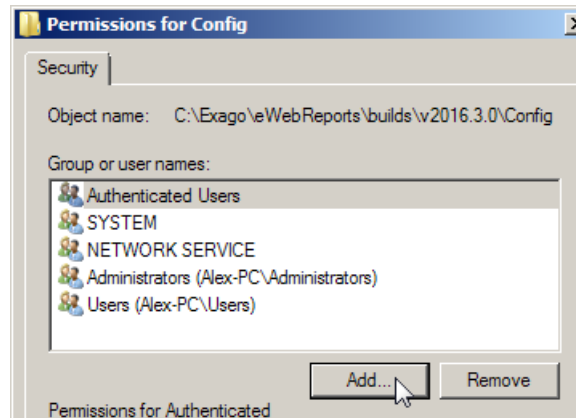 Permissions for Config
Security
Object name: C:\Exago\eWebReports\builds\v2016.3.0\Config
Group or user names:
Authenticated Users
SYSTEM
NETWORK SERVICE
Administrators (Alex-PC\Administrators)
Users (Alex-PC\Users)
Add... Remove
Permissions for Authenticated